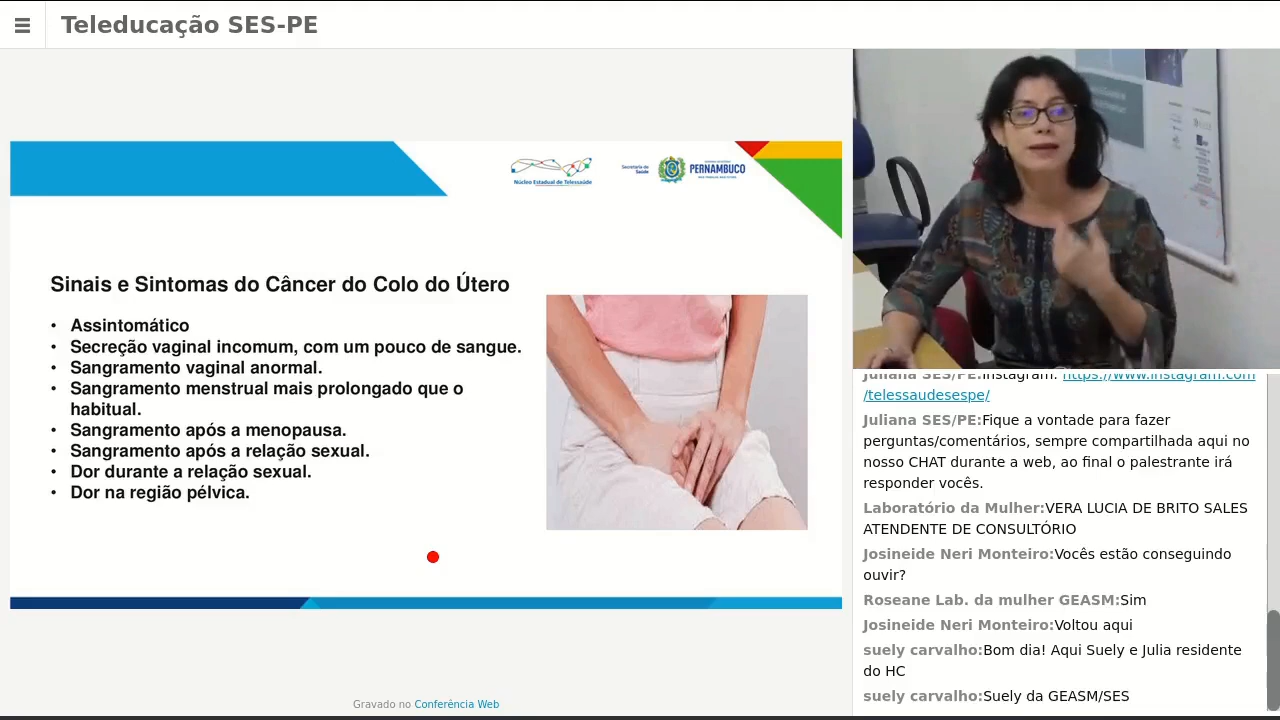 Teleducação SES-PE
Núcleo Estadual de Telessaúde
Secretaria de
Saúde
PERNAMBUCO
Sinais e Sintomas do Câncer do Colo do Útero
• Assintomático
• Secreção vaginal incomum, com um pouco de sangue.
• Sangramento vaginal anormal.
• Sangramento menstrual mais prolongado que o
habitual.
• Sangramento após a menopausa.
• Sangramento após a relação sexual.
• Dor durante a relação sexual.
• Dor na região pélvica.
Gravado no Conferência Web
Juliana SES/PE:Instagram: https://www.instagram.com
/telessaudesespe/
Juliana SES/PE:Fique a vontade para fazer
perguntas/comentários, sempre compartilhada aqui no
nosso CHAT durante a web, ao final o palestrante irá
responder vocês.
Laboratório da Mulher:VERA LUCIA DE BRITO SALES
ATENDENTE DE CONSULTÓRIO
Josineide Neri Monteiro:Vocês estão conseguindo
ouvir?
Roseane Lab. da mulher GEASM:Sim
Josineide Neri Monteiro:Voltou aqui
suely carvalho:Bom dia! Aqui Suely e Julia residente
do HC
suely carvalho:Suely da GEASM/SES